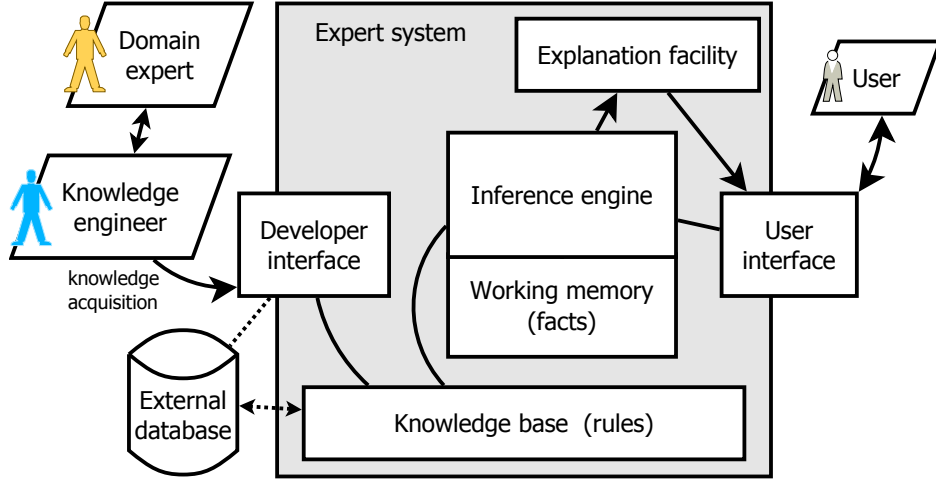 Domain
expert
Expert system
Explanation facility
User
Knowledge
engineer
Inference engine
Developer
interface
User
interface
knowledge
acquisition
Working memory
(facts)
External
database
Knowledge base  (rules)